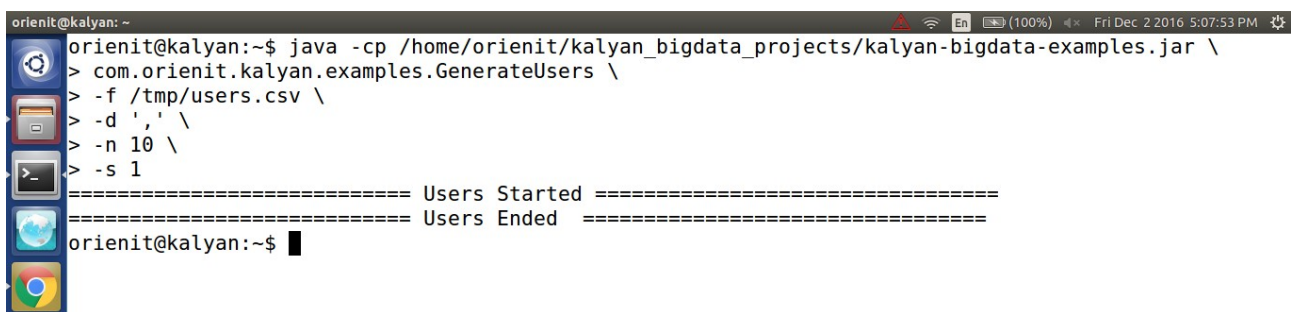 orienit@kalyan: ~ En (100%) Fri Dec 2 2016 5:07:53 PM
orienit@kalyan:~$ java -cp /home/orienit/kalyan_bigdata_projects/kalyan-bigdata-examples.jar \
> com.orienit.kalyan.examples.GenerateUsers \
> -f /tmp/users.csv \
> -d ',' \
> -n 10 \
> -s 1
============================ Users Started =================================
============================ Users Ended  =================================
orienit@kalyan:~$